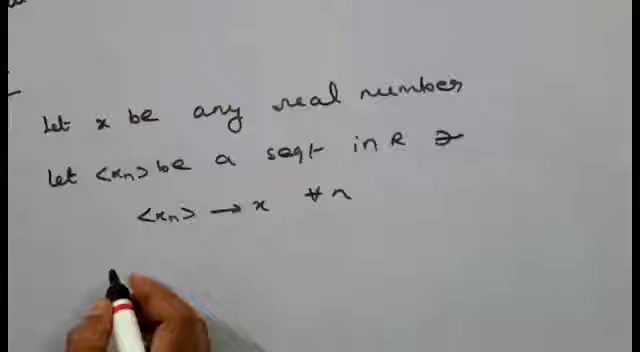 Let x be any real number
Let <xn> be a seqt in R ∋
<xn> → x ∀ n